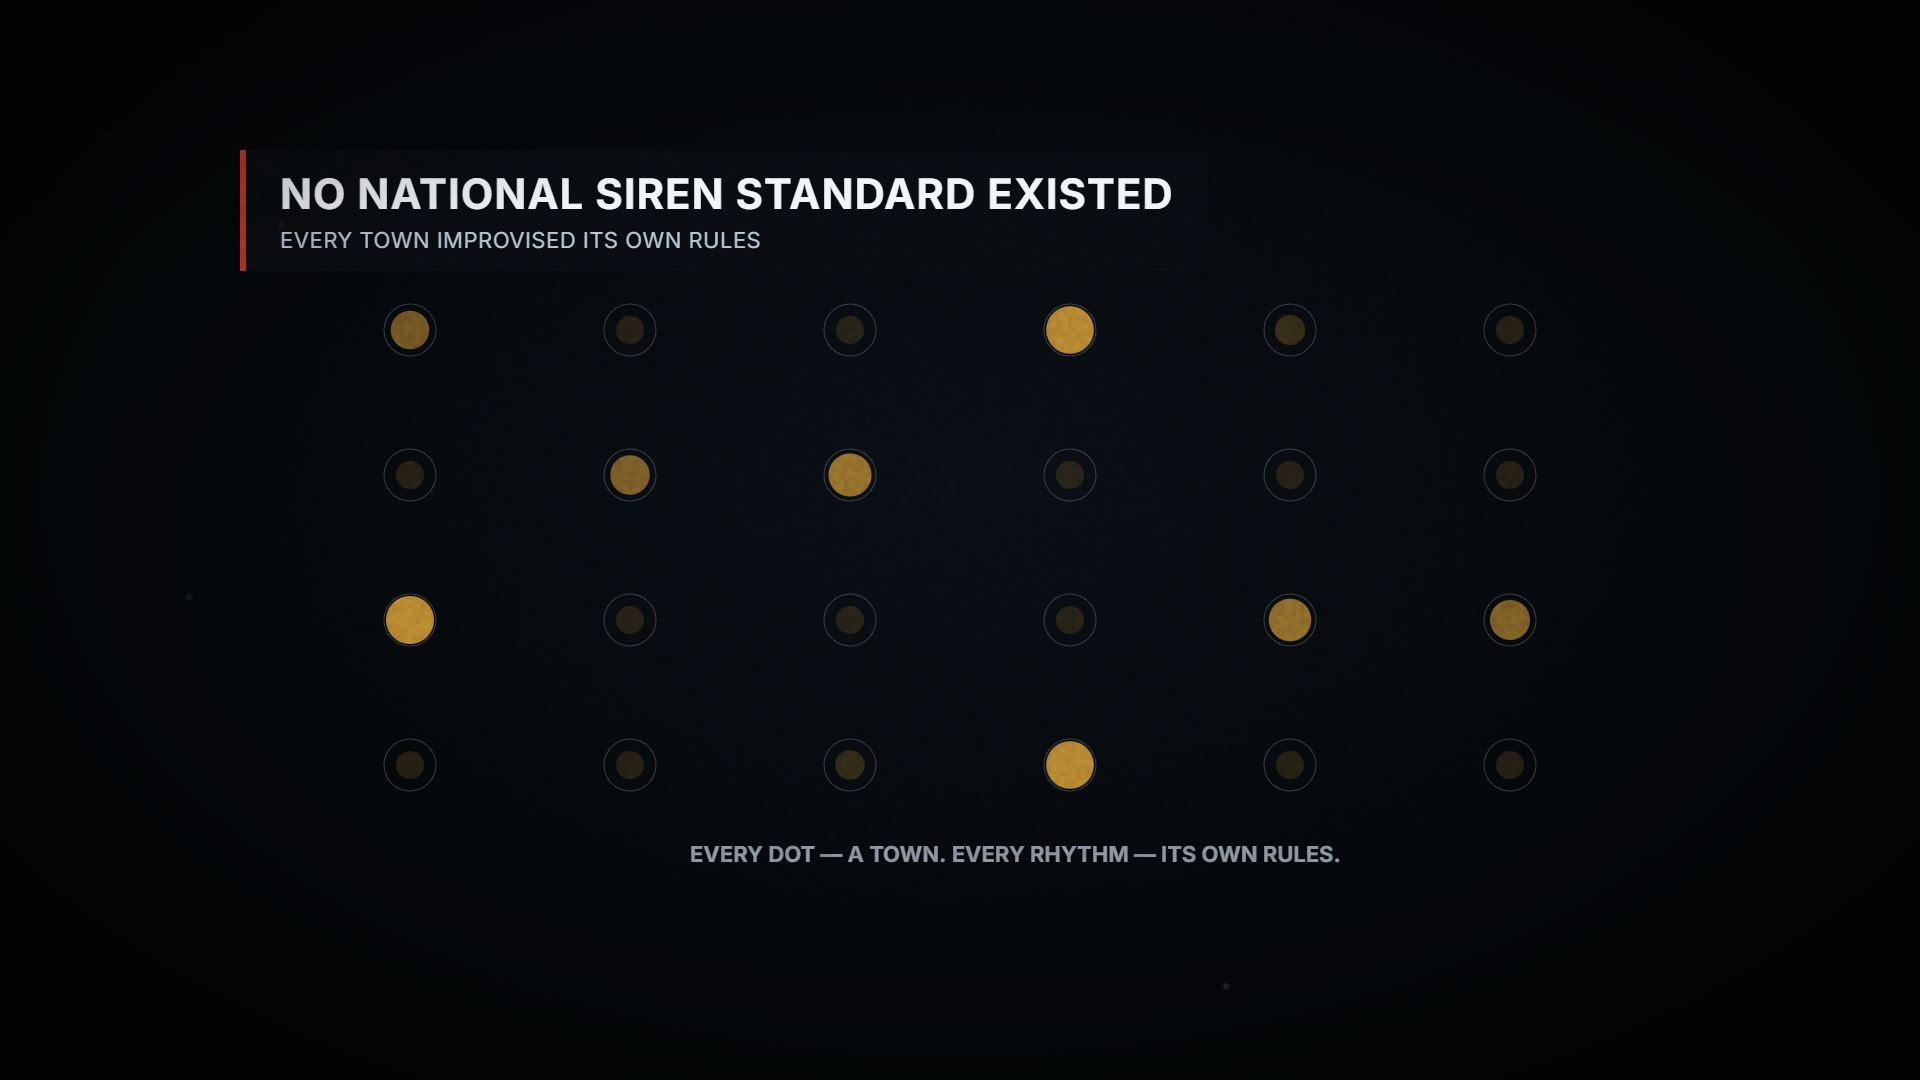 NO NATIONAL SIREN STANDARD EXISTED
EVERY TOWN IMPROVISED ITS OWN RULES
EVERY DOT — A TOWN. EVERY RHYTHM — ITS OWN RULES.